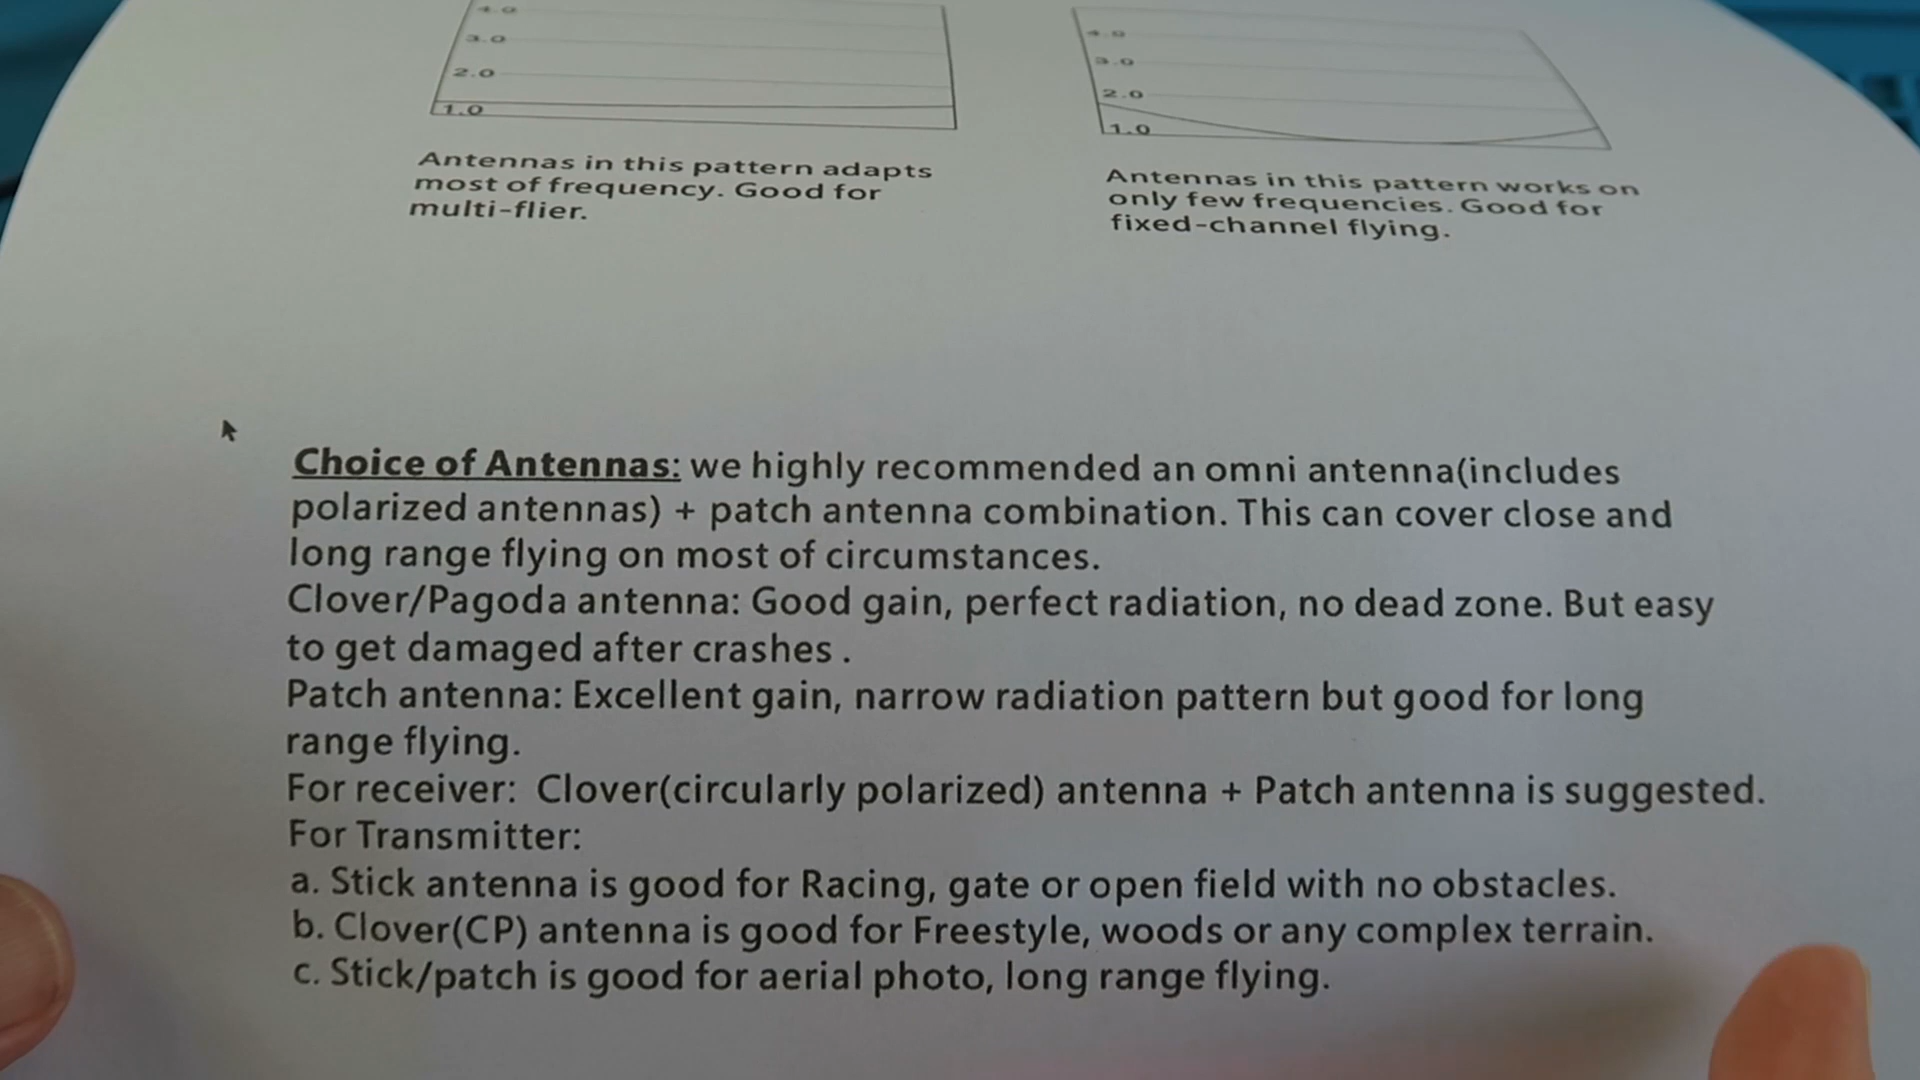 4.0
3.0
2.0
1.0
4.0
3.0
2.0
1.0
Antennas in this pattern adapts
most of frequency. Good for
multi-flier.
Antennas in this pattern works on
only few frequencies. Good for
fixed-channel flying.
Choice of Antennas: we highly recommended an omni antenna(includes
polarized antennas) + patch antenna combination. This can cover close and
long range flying on most of circumstances.
Clover/Pagoda antenna: Good gain, perfect radiation, no dead zone. But easy
to get damaged after crashes .
Patch antenna: Excellent gain, narrow radiation pattern but good for long
range flying.
For receiver: Clover(circularly polarized) antenna + Patch antenna is suggested.
For Transmitter:
a. Stick antenna is good for Racing, gate or open field with no obstacles.
b. Clover(CP) antenna is good for Freestyle, woods or any complex terrain.
c. Stick/patch is good for aerial photo, long range flying.